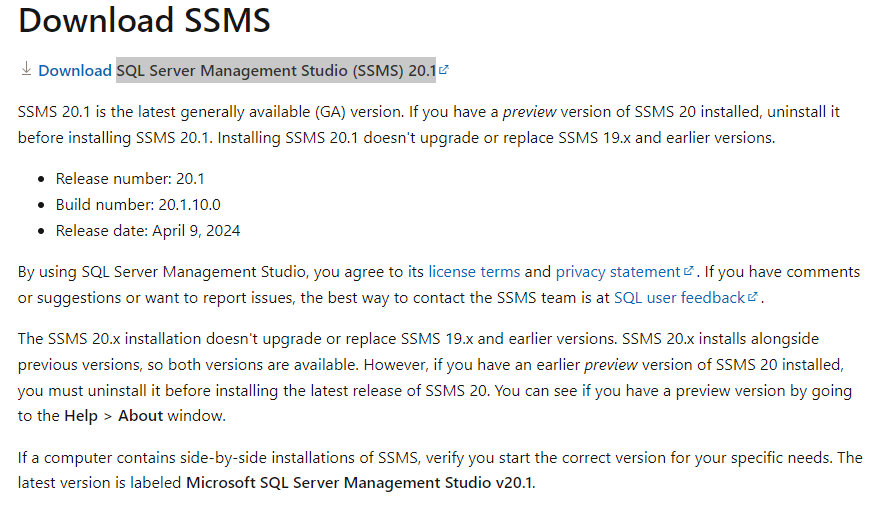 Download SSMS
Download SQL Server Management Studio (SSMS) 20.1
SSMS 20.1 is the latest generally available (GA) version. If you have a preview version of SSMS 20 installed, uninstall it
before installing SSMS 20.1. Installing SSMS 20.1 doesn't upgrade or replace SSMS 19.x and earlier versions.
• Release number: 20.1
• Build number: 20.1.10.0
• Release date: April 9, 2024
By using SQL Server Management Studio, you agree to its license terms and privacy statement. If you have comments
or suggestions or want to report issues, the best way to contact the SSMS team is at SQL user feedback.
The SSMS 20.x installation doesn't upgrade or replace SSMS 19.x and earlier versions. SSMS 20.x installs alongside
previous versions, so both versions are available. However, if you have an earlier preview version of SSMS 20 installed,
you must uninstall it before installing the latest release of SSMS 20. You can see if you have a preview version by going
to the Help > About window.
If a computer contains side-by-side installations of SSMS, verify you start the correct version for your specific needs. The
latest version is labeled Microsoft SQL Server Management Studio v20.1.